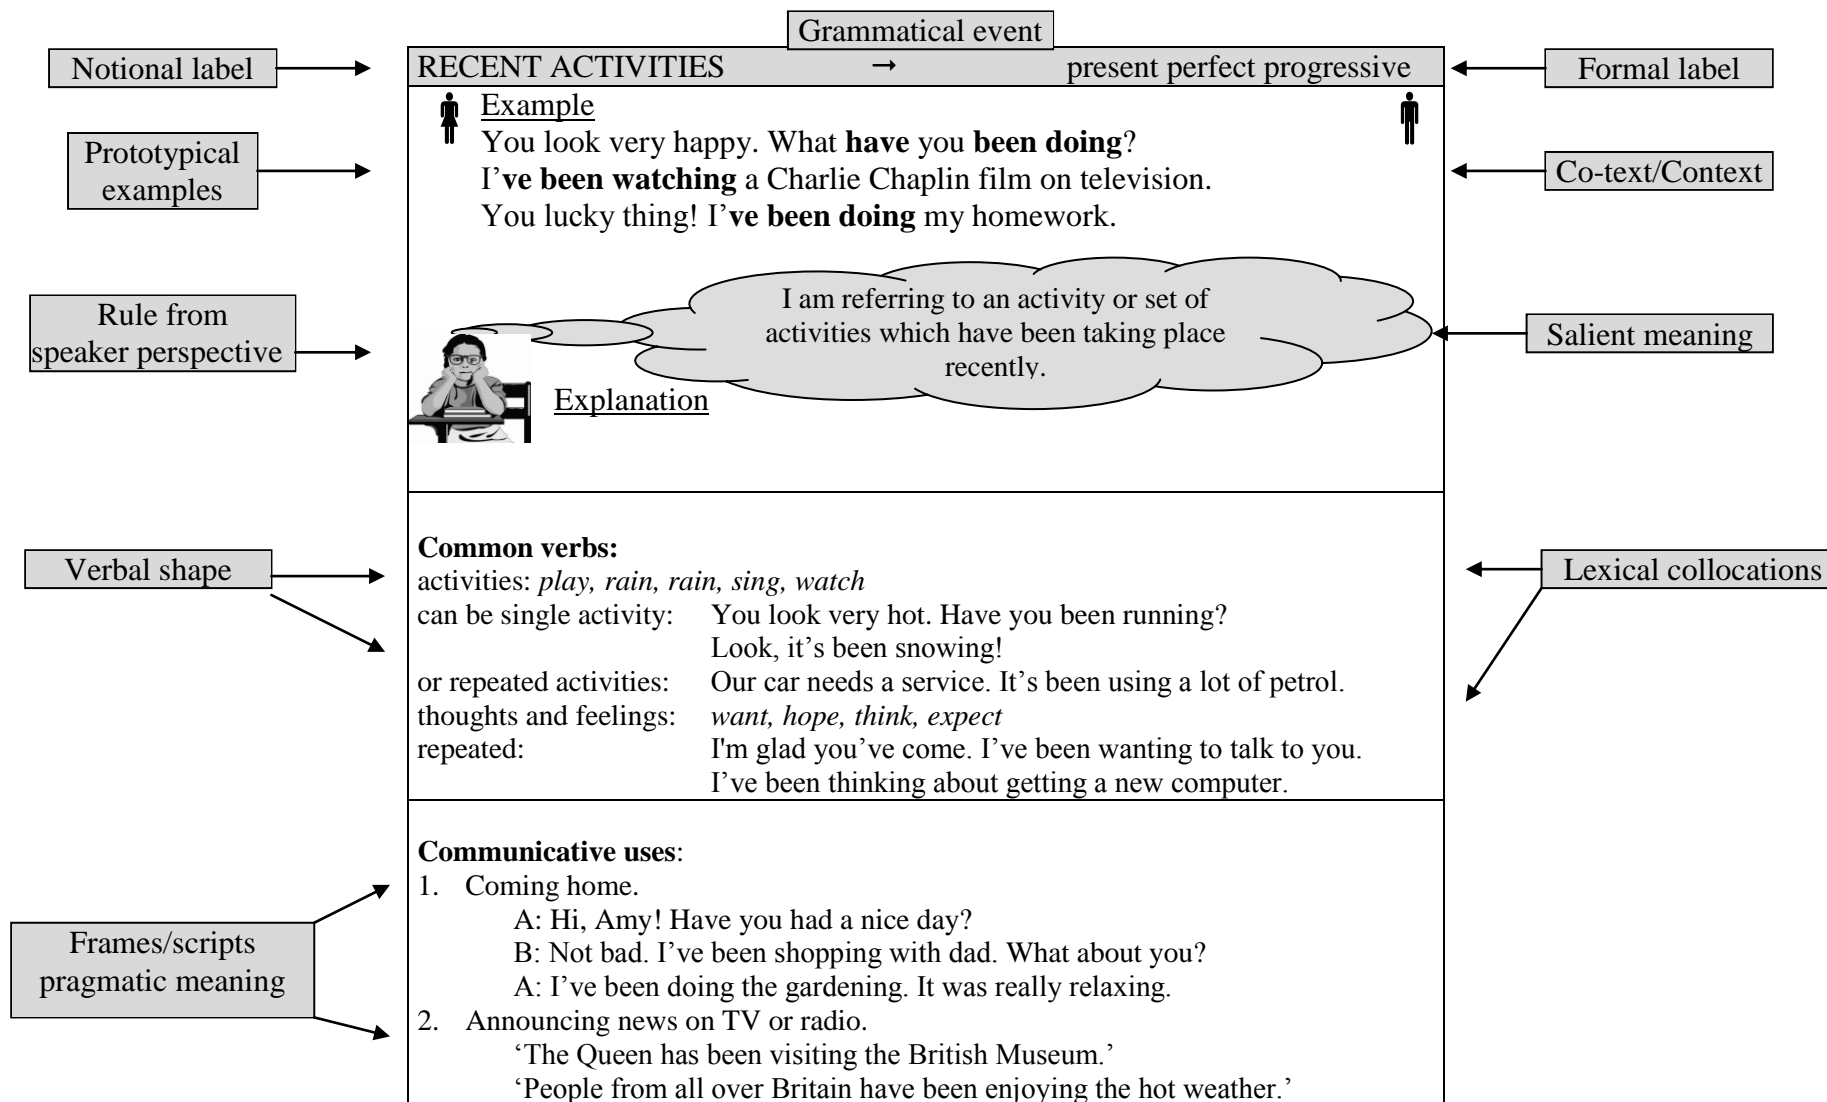 Grammatical event
Notional label
RECENT ACTIVITIES → present perfect progressive
Formal label
Example
You look very happy. What have you been doing?
Prototypical
examples
I’ve been watching a Charlie Chaplin film on television.
Co-text/Context
You lucky thing! I’ve been doing my homework.
I am referring to an activity or set of
activities which have been taking place
recently.
Rule from
speaker perspective
Salient meaning
Explanation
Common verbs:
Verbal shape
activities: play, rain, rain, sing, watch
Lexical collocations
can be single activity: You look very hot. Have you been running?
Look, it’s been snowing!
or repeated activities: Our car needs a service. It’s been using a lot of petrol.
thoughts and feelings: want, hope, think, expect
repeated: I'm glad you’ve come. I’ve been wanting to talk to you.
I’ve been thinking about getting a new computer.
Communicative uses:
1. Coming home.
A: Hi, Amy! Have you had a nice day?
B: Not bad. I’ve been shopping with dad. What about you?
A: I’ve been doing the gardening. It was really relaxing.
Frames/scripts
pragmatic meaning
2. Announcing news on TV or radio.
‘The Queen has been visiting the British Museum.’
‘People from all over Britain have been enjoying the hot weather.’